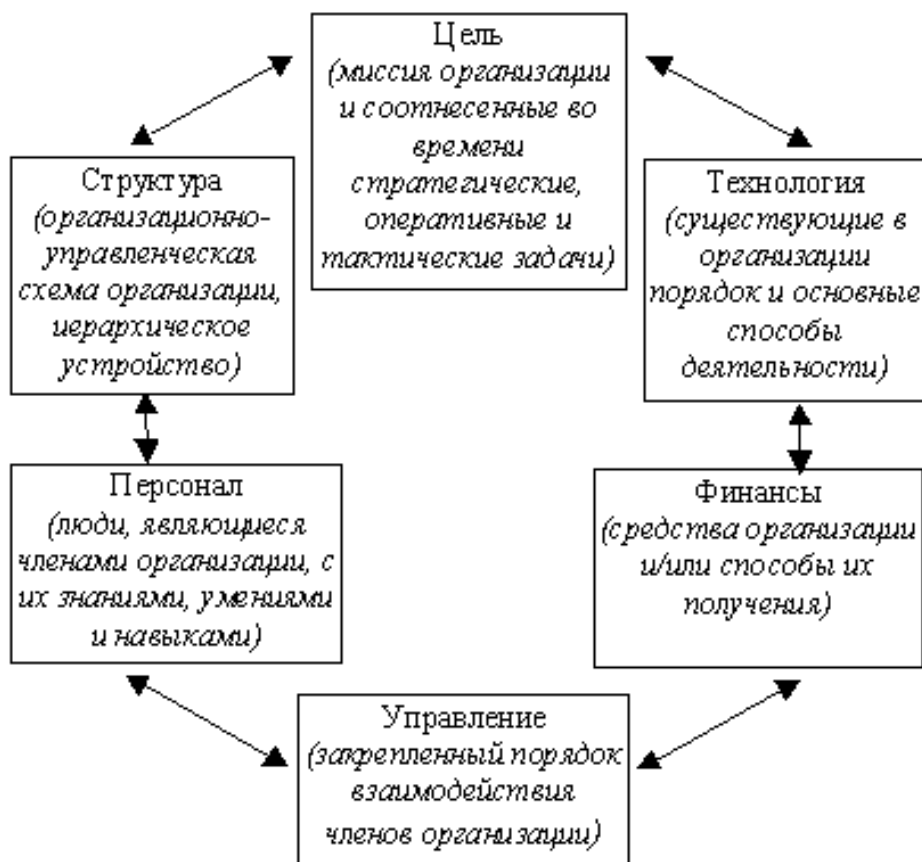 Цель
(миссия организации
и соотнесенные во
времени
стратегические,
оперативные и
тактические задачи)
Структура
(организационно-
управленческая
схема организации,
иерархическое
устройство)
Технология
(существующие в
организации
порядок и основные
способы
деятельности)
Персонал
(люди, являющиеся
членами организации, с
их знаниями, умениями
и навыками)
Финансы
(средства организации
и/или способы их
получения)
Управление
(закрепленный порядок
взаимодействия
членов организации)